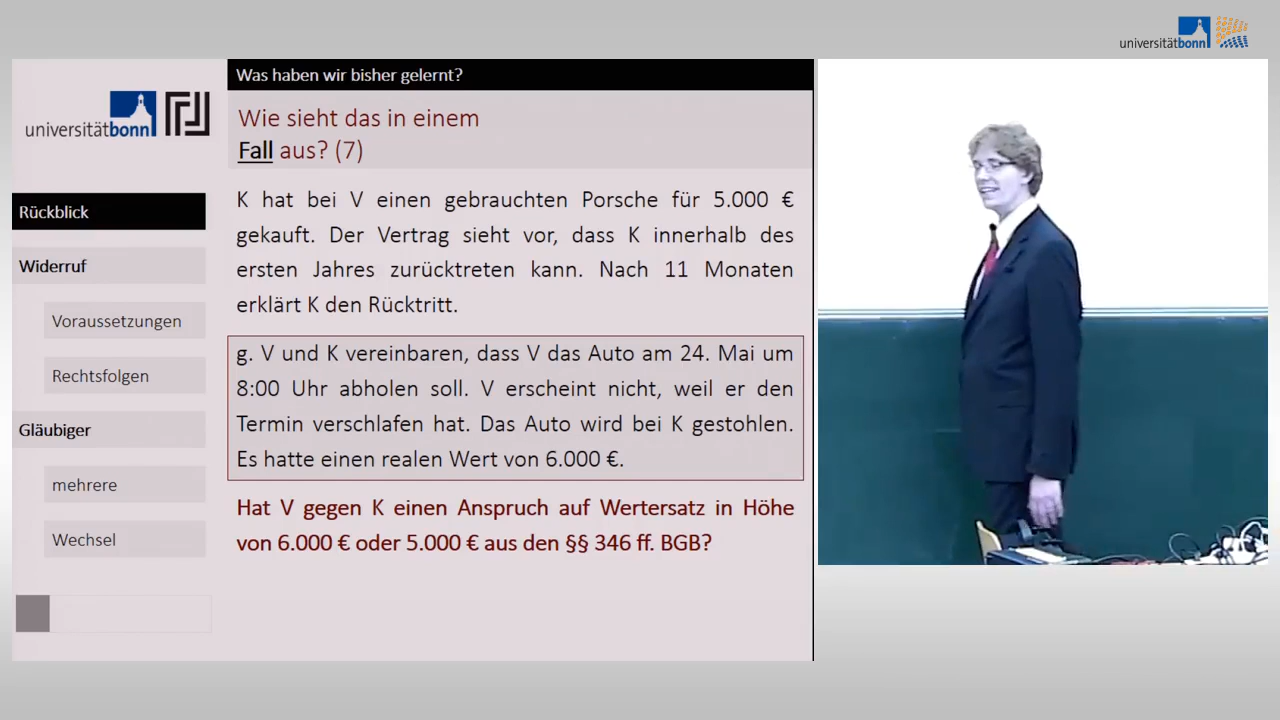 universitätbonn
Was haben wir bisher gelernt?
universitätbonn
Wie sieht das in einem
Fall aus? (7)
Rückblick
Widerruf
Voraussetzungen
Rechtsfolgen
Gläubiger
mehrere
Wechsel
K hat bei V einen gebrauchten Porsche für 5.000 €
gekauft. Der Vertrag sieht vor, dass K innerhalb des
ersten Jahres zurücktreten kann. Nach 11 Monaten
erklärt K den Rücktritt.
g. V und K vereinbaren, dass V das Auto am 24. Mai um
8:00 Uhr abholen soll. V erscheint nicht, weil er den
Termin verschlafen hat. Das Auto wird bei K gestohlen.
Es hatte einen realen Wert von 6.000 €.
Hat V gegen K einen Anspruch auf Wertersatz in Höhe
von 6.000 € oder 5.000 € aus den §§ 346 ff. BGB?